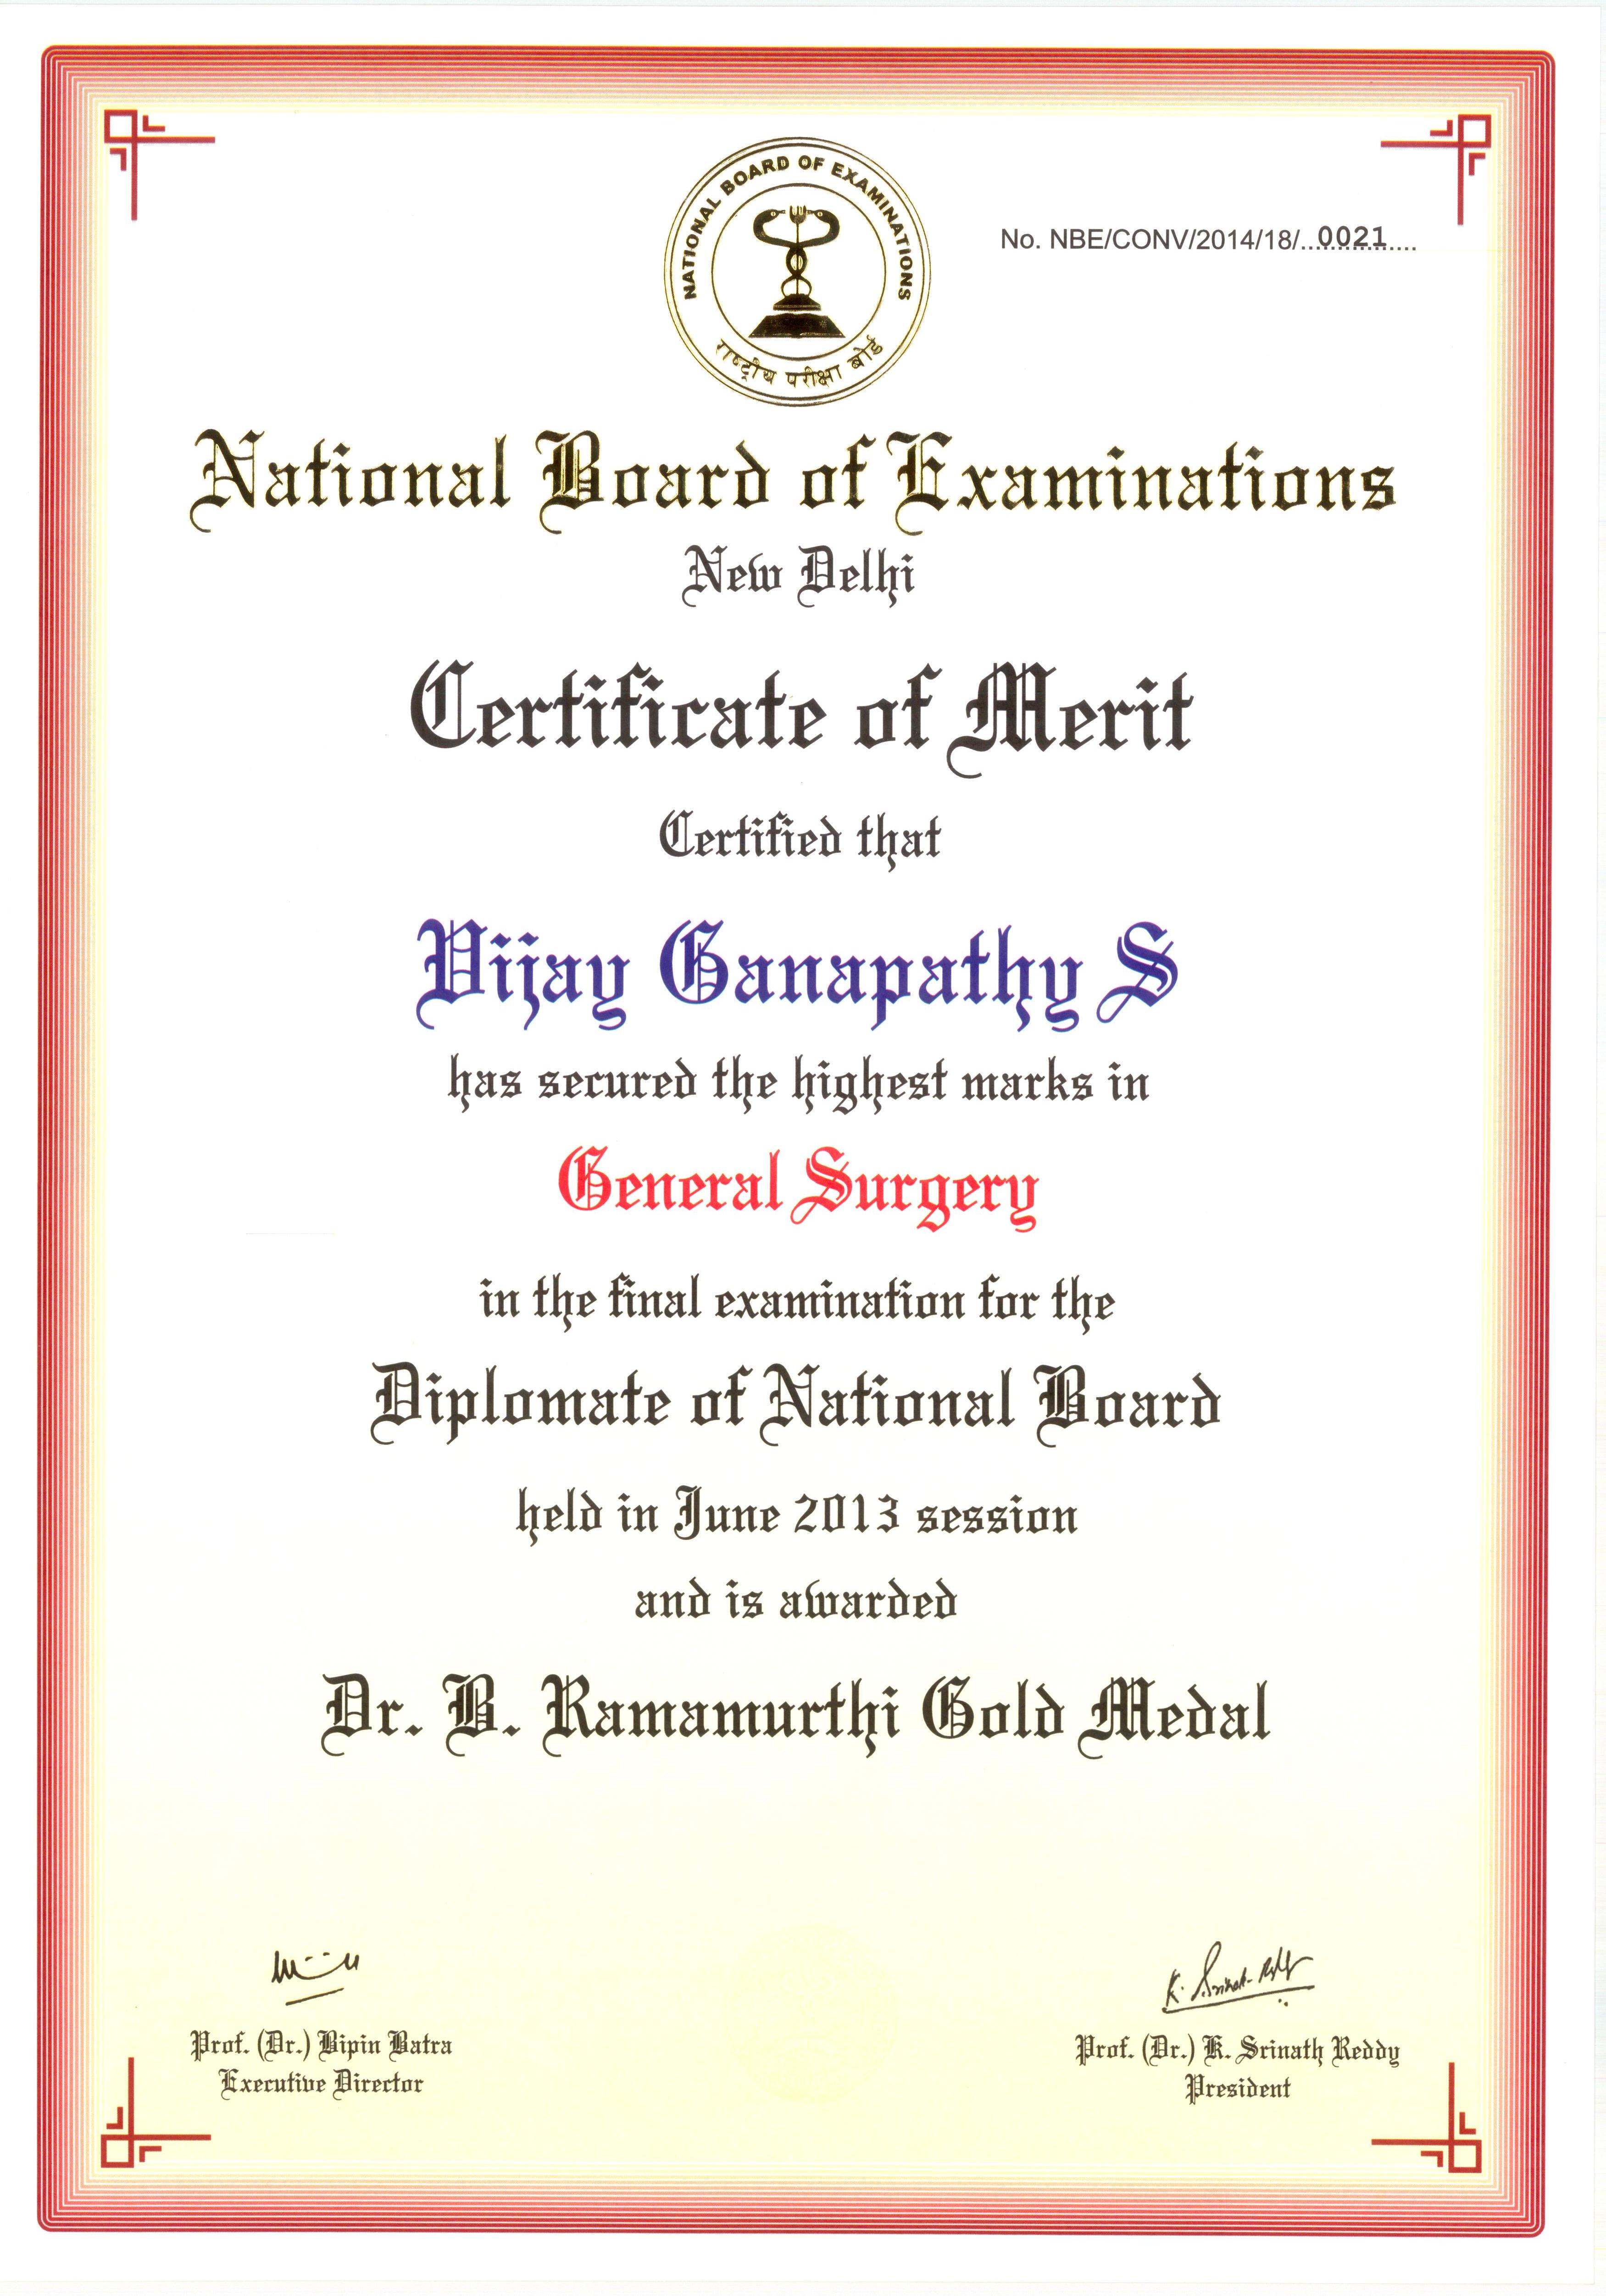 NATIONAL BOARD OF EXAMINATIONS
राष्ट्रीय परीक्षा बोर्ड
No. NBE/CONV/2014/18/...0021....
National Board of Examinations
New Delhi
Certificate of Merit
Certified that
Vijay Ganapathy S
has secured the highest marks in
General Surgery
in the final examination for the
Diplomate of National Board
held in June 2013 session
and is awarded
Dr. B. Ramamurthi Gold Medal
K. Srinath Reddy
Prof. (Dr.) Bipin Batra
Executive Director
Prof. (Dr.) K. Srinath Reddy
President